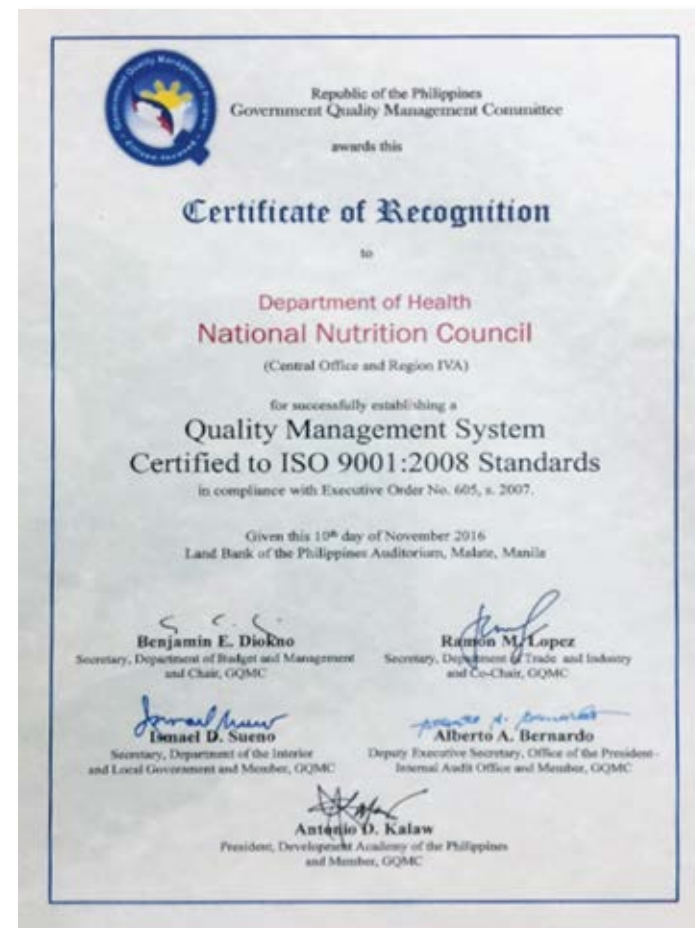 Government Quality Management Program
Citizen-focused
Republic of the Philippines
Government Quality Management Committee
awards this
Certificate of Recognition
to
Department of Health
National Nutrition Council
(Central Office and Region IVA)
for successfully establishing a
Quality Management System
Certified to ISO 9001:2008 Standards
in compliance with Executive Order No. 605, s. 2007.
Given this 10th day of November 2016
Land Bank of the Philippines Auditorium, Malate, Manila
Benjamin E. Diokno
Secretary, Department of Budget and Management
and Chair, GQMC
Ramon M. Lopez
Secretary, Department of Trade and Industry
and Co-Chair, GQMC
Ismael D. Sueno
Secretary, Department of the Interior
and Local Government and Member, GQMC
Alberto A. Bernardo
Deputy Executive Secretary, Office of the President-
Internal Audit Office and Member, GQMC
Antonio D. Kalaw
President, Development Academy of the Philippines
and Member, GQMC